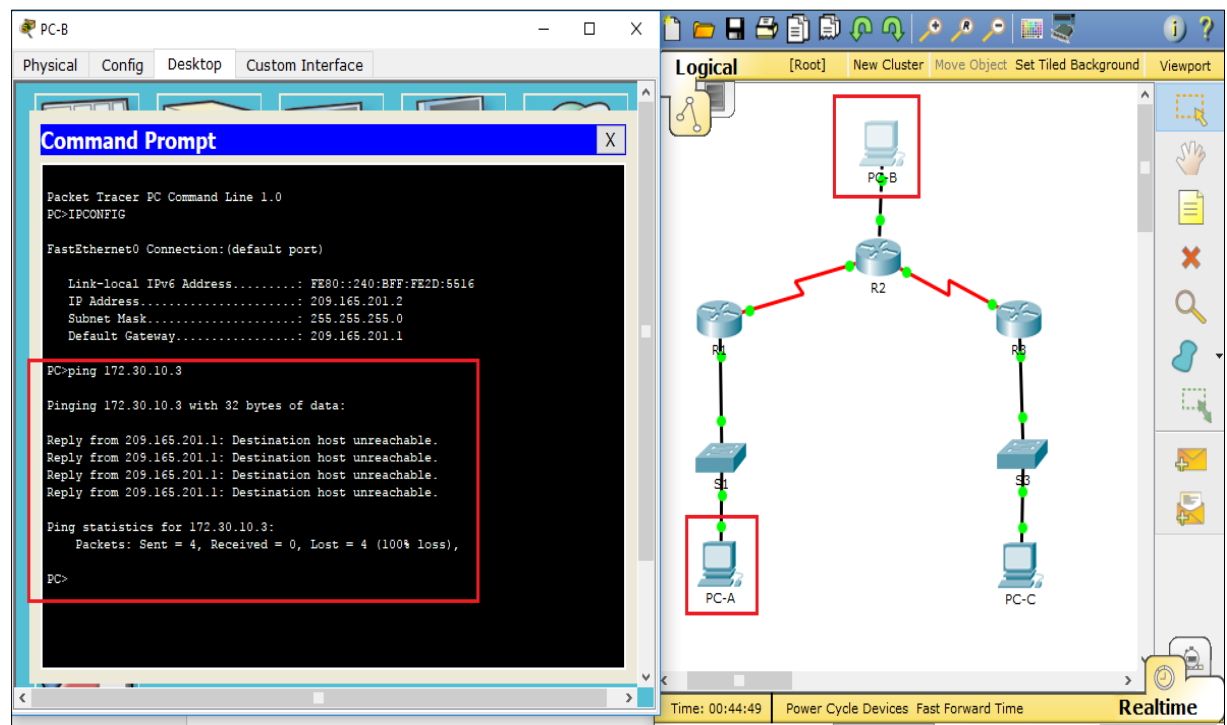 PC-B
Physical Config Desktop Custom Interface
Command Prompt X
Packet Tracer PC Command Line 1.0
PC>IPCONFIG
FastEthernet0 Connection:(default port)
Link-local IPv6 Address.........: FE80::240:BFF:FE2D:5516
IP Address......................: 209.165.201.2
Subnet Mask.....................: 255.255.255.0
Default Gateway.................: 209.165.201.1
PC>ping 172.30.10.3
Pinging 172.30.10.3 with 32 bytes of data:
Reply from 209.165.201.1: Destination host unreachable.
Reply from 209.165.201.1: Destination host unreachable.
Reply from 209.165.201.1: Destination host unreachable.
Reply from 209.165.201.1: Destination host unreachable.
Ping statistics for 172.30.10.3:
Packets: Sent = 4, Received = 0, Lost = 4 (100% loss),
PC>
Logical [Root] New Cluster Move Object Set Tiled Background Viewport
PC-B
R2
R1
R3
S1
S3
PC-A
PC-C
Time: 00:44:49 Power Cycle Devices Fast Forward Time Realtime